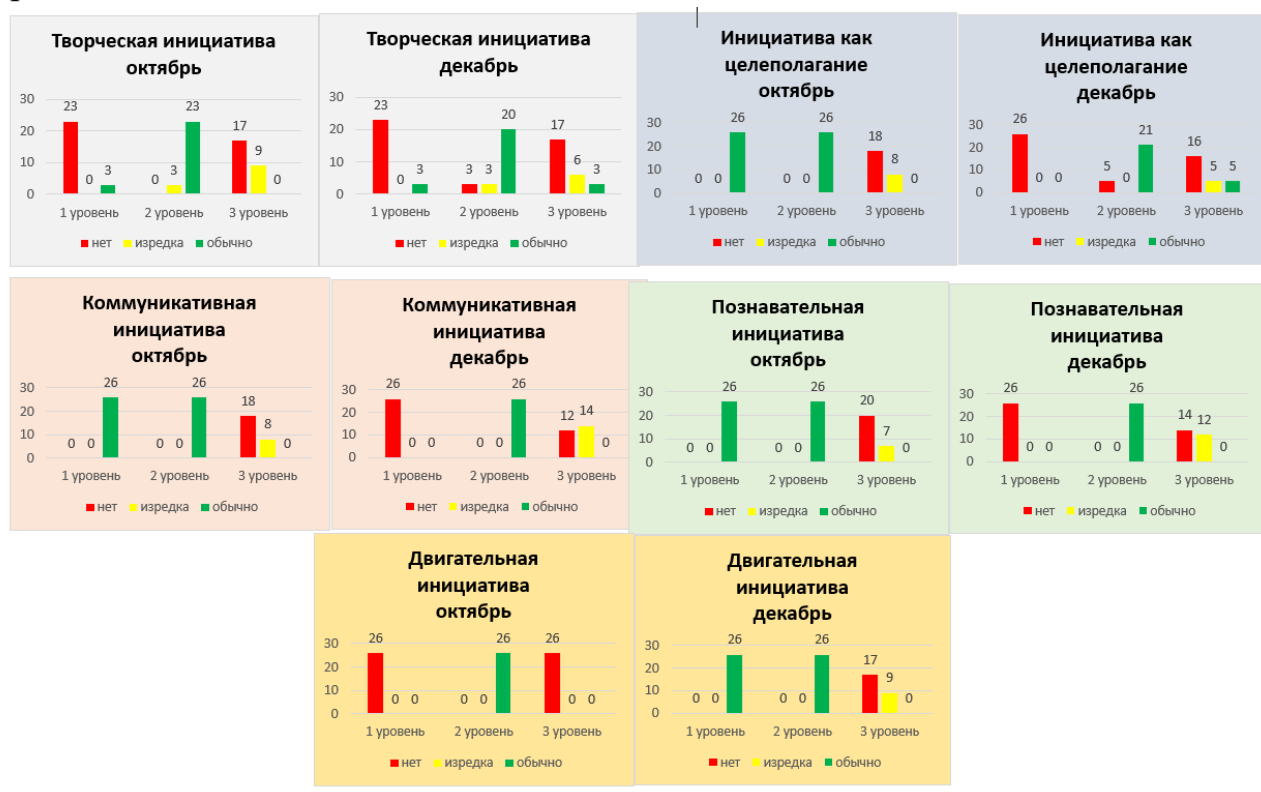 Творческая инициатива
октябрь
30
20
10
0
23 0 3
0 3 23
17 9 0
1 уровень 2 уровень 3 уровень
нет изредка обычно
Творческая инициатива
декабрь
30
20
10
0
23 0 3
3 3 20
17 6 3
1 уровень 2 уровень 3 уровень
нет изредка обычно
Инициатива как
целеполагание
октябрь
30
20
10
0
0 0 26
0 0 26
18 8 0
1 уровень 2 уровень 3 уровень
нет изредка обычно
Инициатива как
целеполагание
декабрь
30
20
10
0
26 0 0
5 0 21
16 5 5
1 уровень 2 уровень 3 уровень
нет изредка обычно
Коммуникативная
инициатива
октябрь
30
20
10
0
0 0 26
0 0 26
18 8 0
1 уровень 2 уровень 3 уровень
нет изредка обычно
Коммуникативная
инициатива
декабрь
30
20
10
0
26 0 0
0 0 26
12 14 0
1 уровень 2 уровень 3 уровень
нет изредка обычно
Познавательная
инициатива
октябрь
30
20
10
0
0 0 26
0 0 26
20 7 0
1 уровень 2 уровень 3 уровень
нет изредка обычно
Познавательная
инициатива
декабрь
30
20
10
0
26 0 0
0 0 26
14 12 0
1 уровень 2 уровень 3 уровень
нет изредка обычно
Двигательная
инициатива
октябрь
30
20
10
0
26 0 0
0 0 26
26 0 0
1 уровень 2 уровень 3 уровень
нет изредка обычно
Двигательная
инициатива
декабрь
30
20
10
0
0 0 26
0 0 26
17 9 0
1 уровень 2 уровень 3 уровень
нет изредка обычно